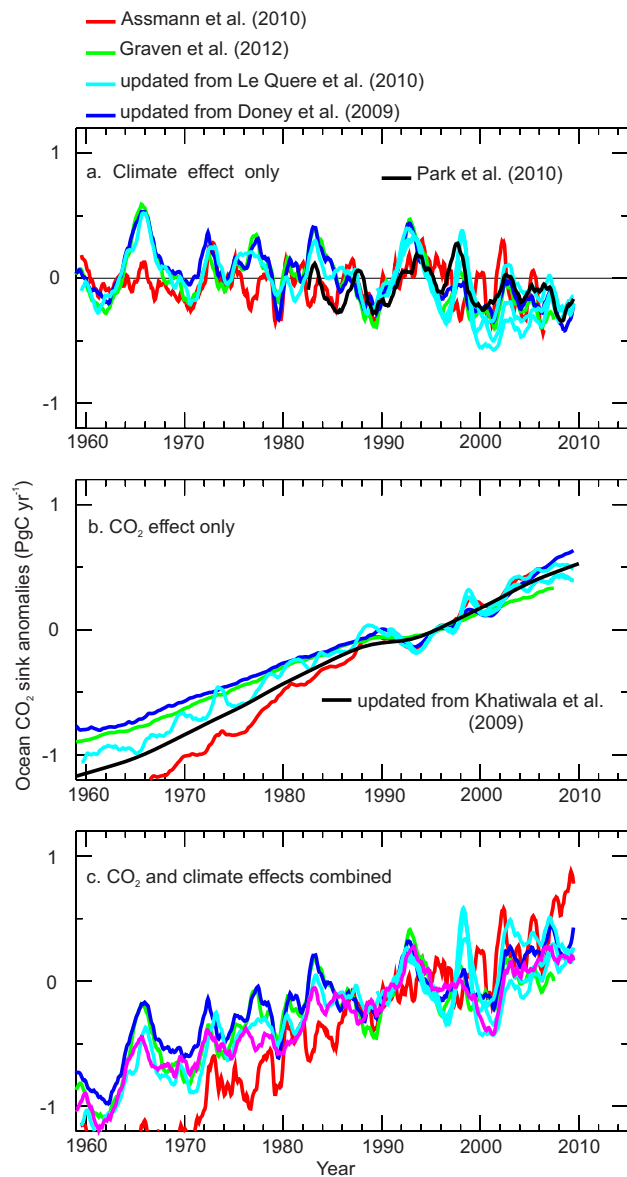 Assmann et al. (2010)
Graven et al. (2012)
updated from Le Quere et al. (2010)
updated from Doney et al. (2009)
1
a. Climate effect only
Park et al. (2010)
0
-1
1960 1970 1980 1990 2000 2010
Ocean CO₂ sink anomalies (PgC yr⁻¹)
1
b. CO₂ effect only
0
updated from Khatiwala et al.
(2009)
-1
1960 1970 1980 1990 2000 2010
1
c. CO₂ and climate effects combined
0
-1
1960 1970 1980 1990 2000 2010
Year